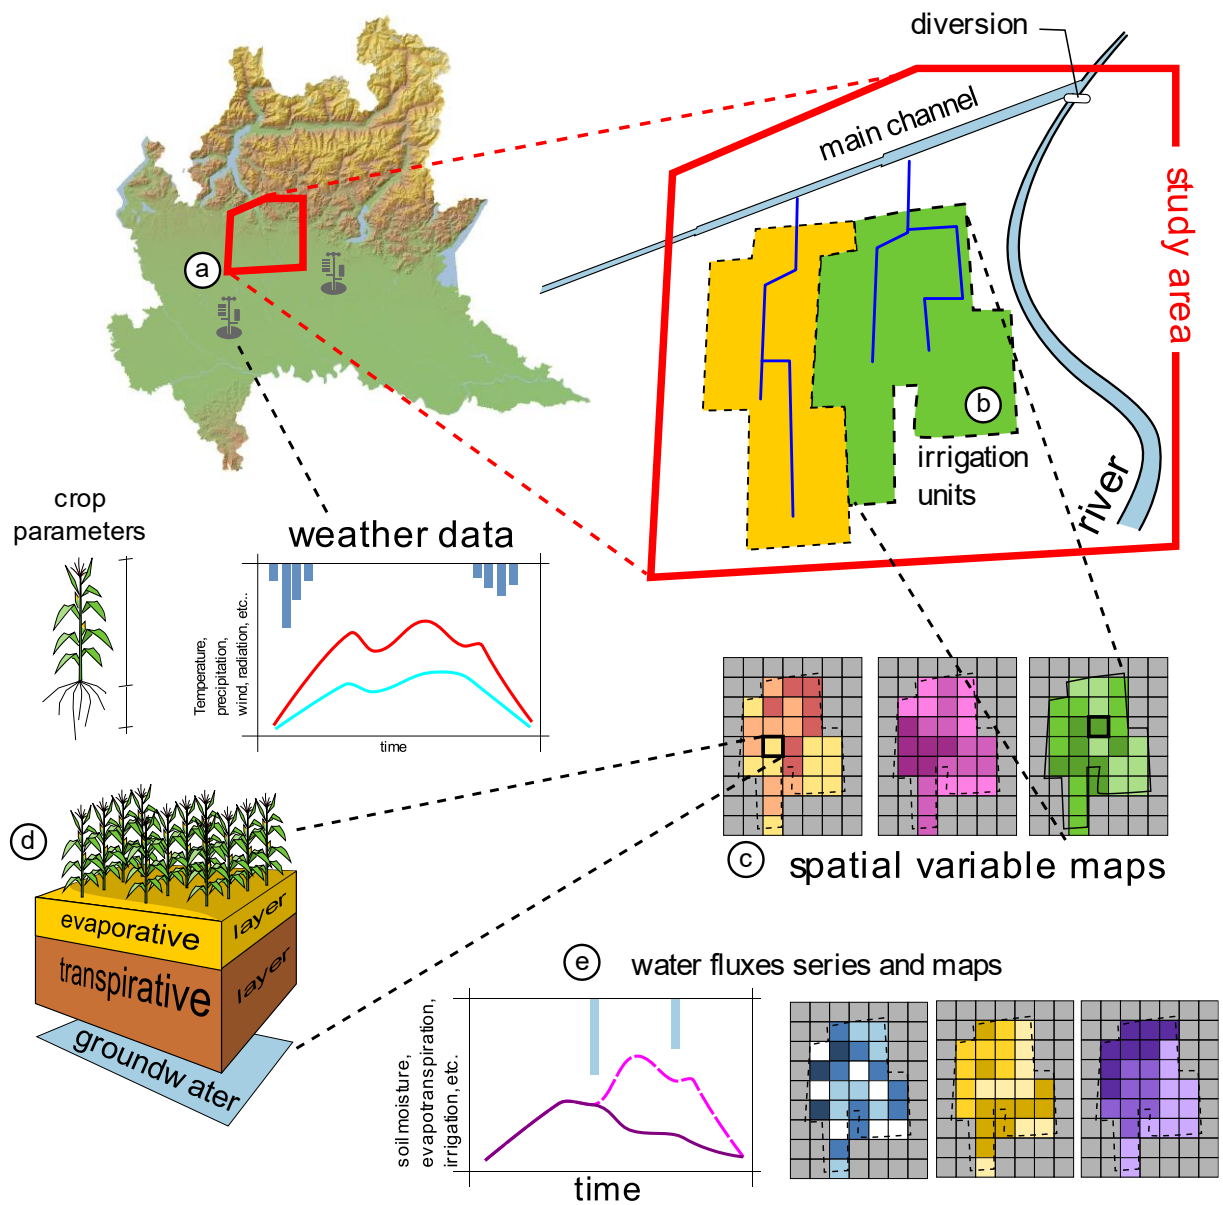 diversion
main channel
study area
a
b
irrigation
units
river
crop
parameters
weather data
Temperature,
precipitation,
wind, radiation, etc..
time
c
spatial variable maps
d
evaporative
layer
transpirative
layer
groundwater
e
water fluxes series and maps
soil moisture,
evapotranspiration,
irrigation, etc.
time